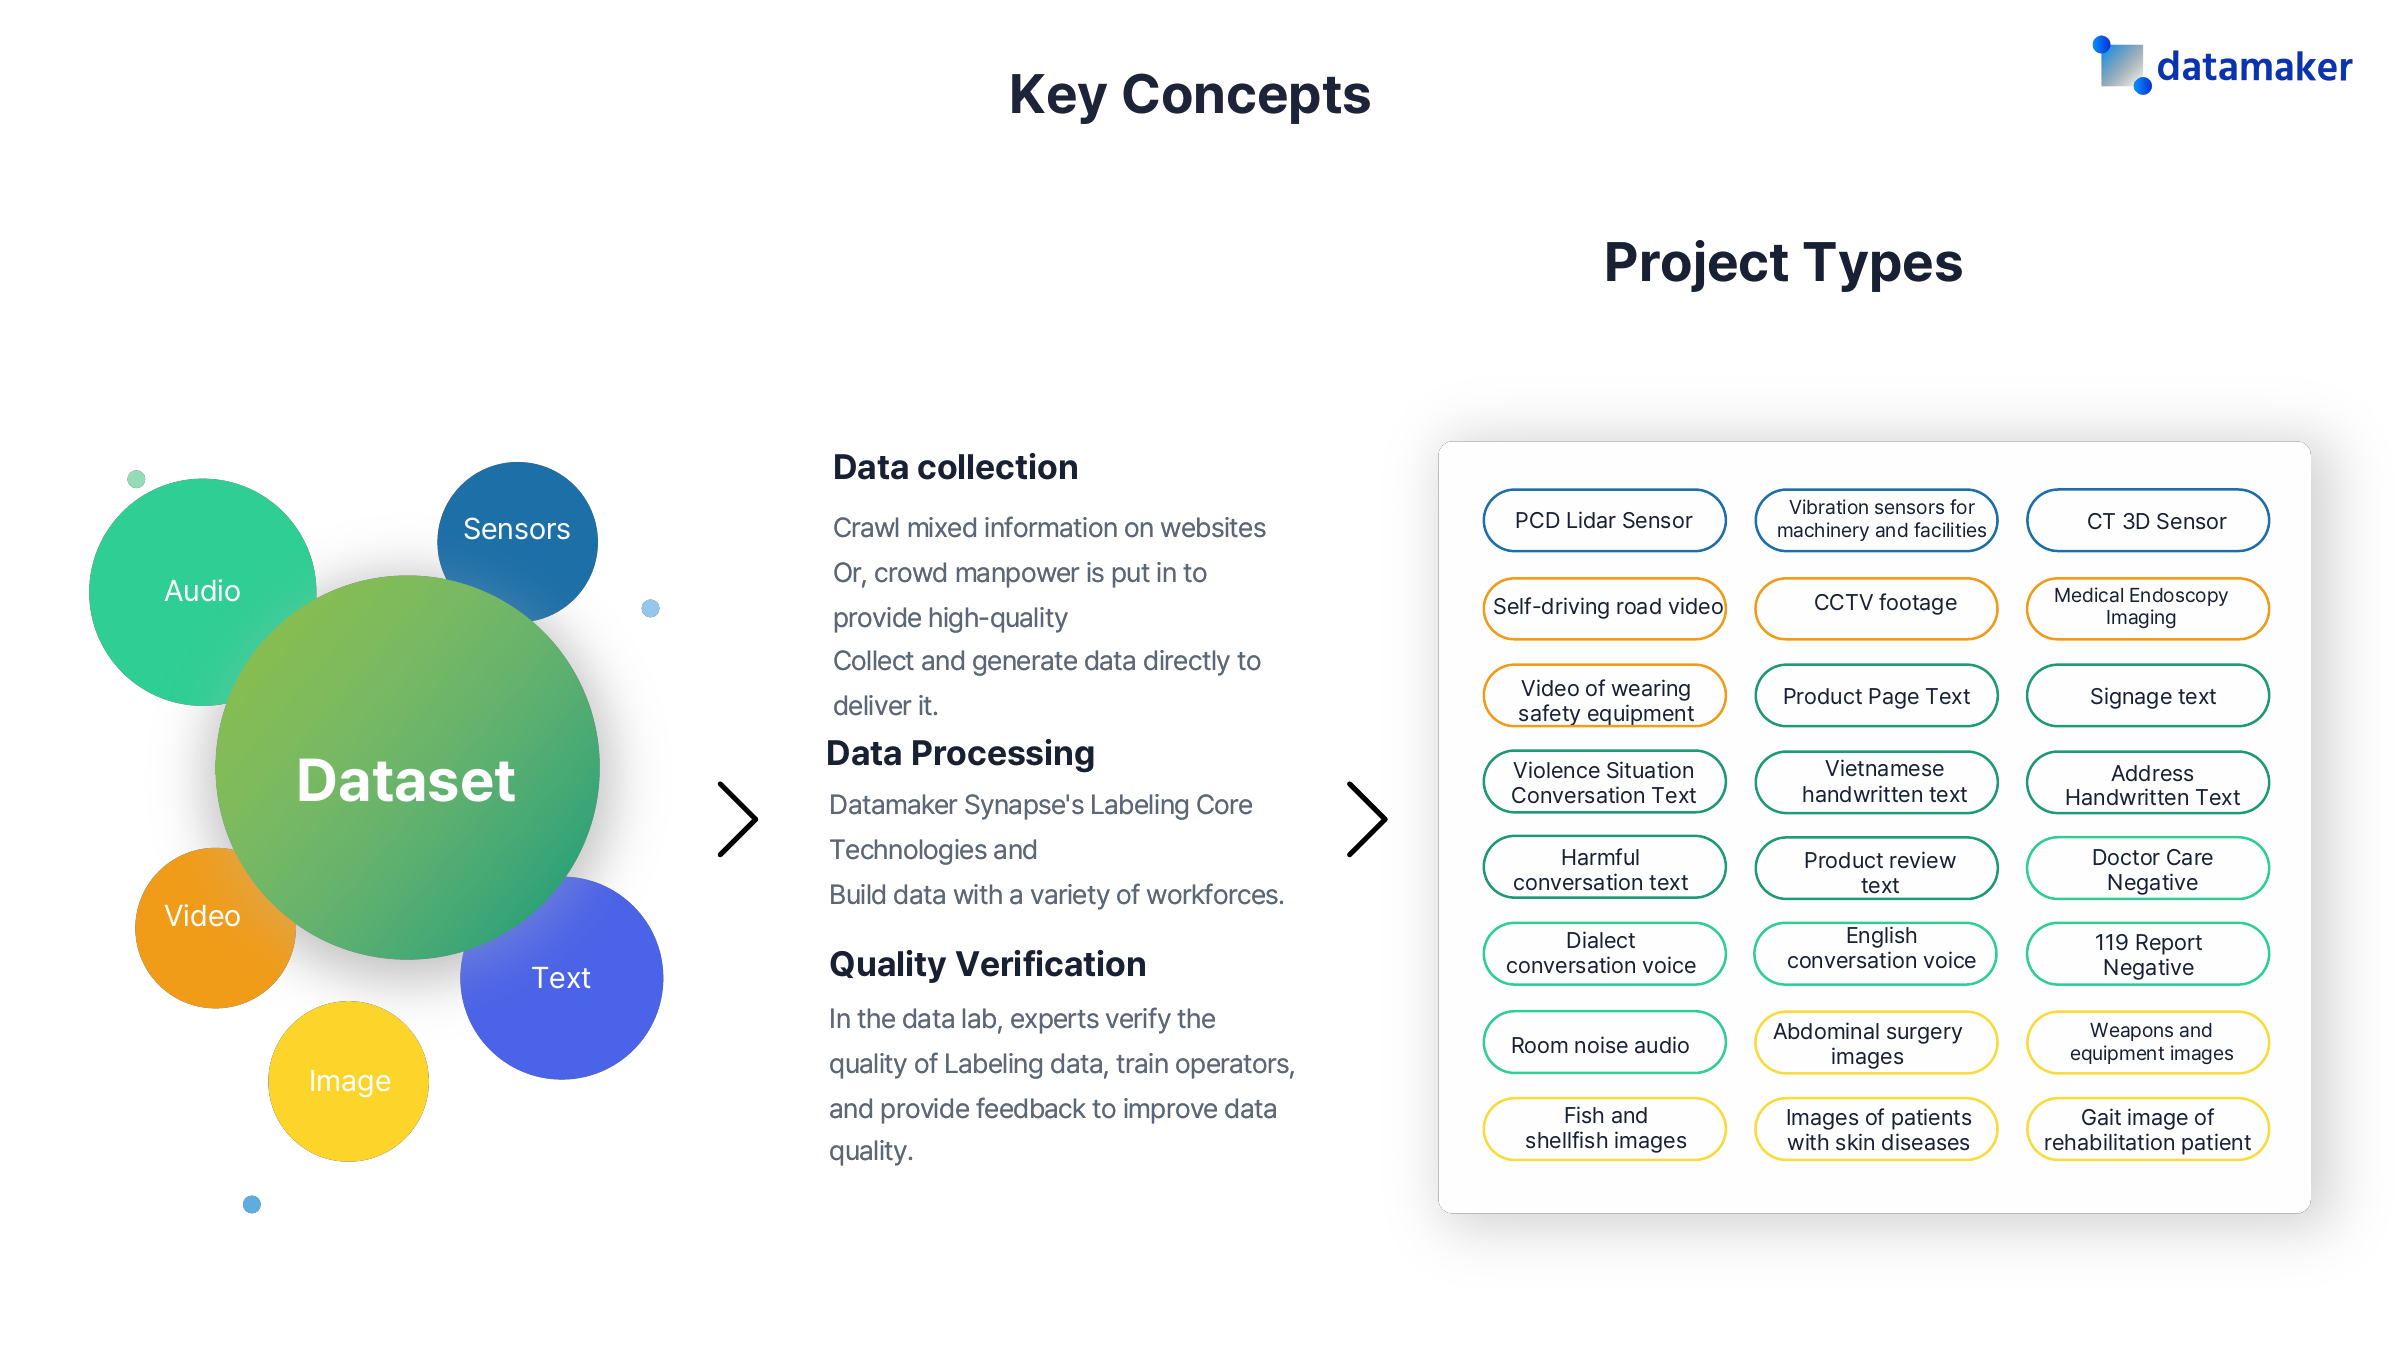 datamaker
Key Concepts
Project Types
Audio
Sensors
Dataset
Video
Text
Image
Data collection
Crawl mixed information on websites
Or, crowd manpower is put in to
provide high-quality
Collect and generate data directly to
deliver it.
Data Processing
Datamaker Synapse's Labeling Core
Technologies and
Build data with a variety of workforces.
Quality Verification
In the data lab, experts verify the
quality of Labeling data, train operators,
and provide feedback to improve data
quality.
PCD Lidar Sensor
Vibration sensors for
machinery and facilities
CT 3D Sensor
Self-driving road video
CCTV footage
Medical Endoscopy
Imaging
Video of wearing
safety equipment
Product Page Text
Signage text
Violence Situation
Conversation Text
Vietnamese
handwritten text
Address
Handwritten Text
Harmful
conversation text
Product review
text
Doctor Care
Negative
Dialect
conversation voice
English
conversation voice
119 Report
Negative
Room noise audio
Abdominal surgery
images
Weapons and
equipment images
Fish and
shellfish images
Images of patients
with skin diseases
Gait image of
rehabilitation patient